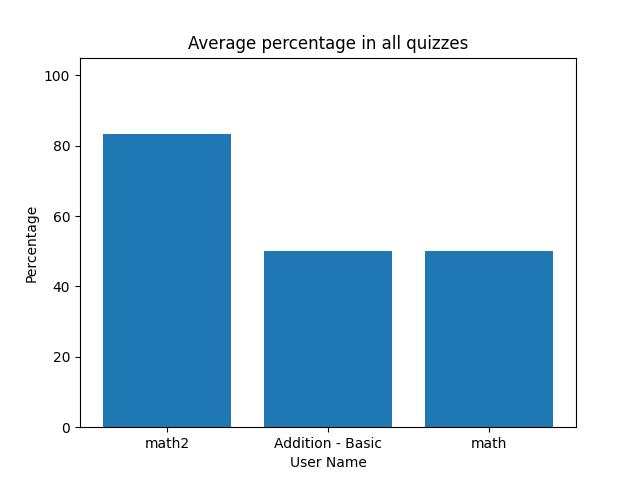 Average percentage in all quizzes
100
80
60
40
20
0
Percentage
math2
Addition - Basic
math
User Name